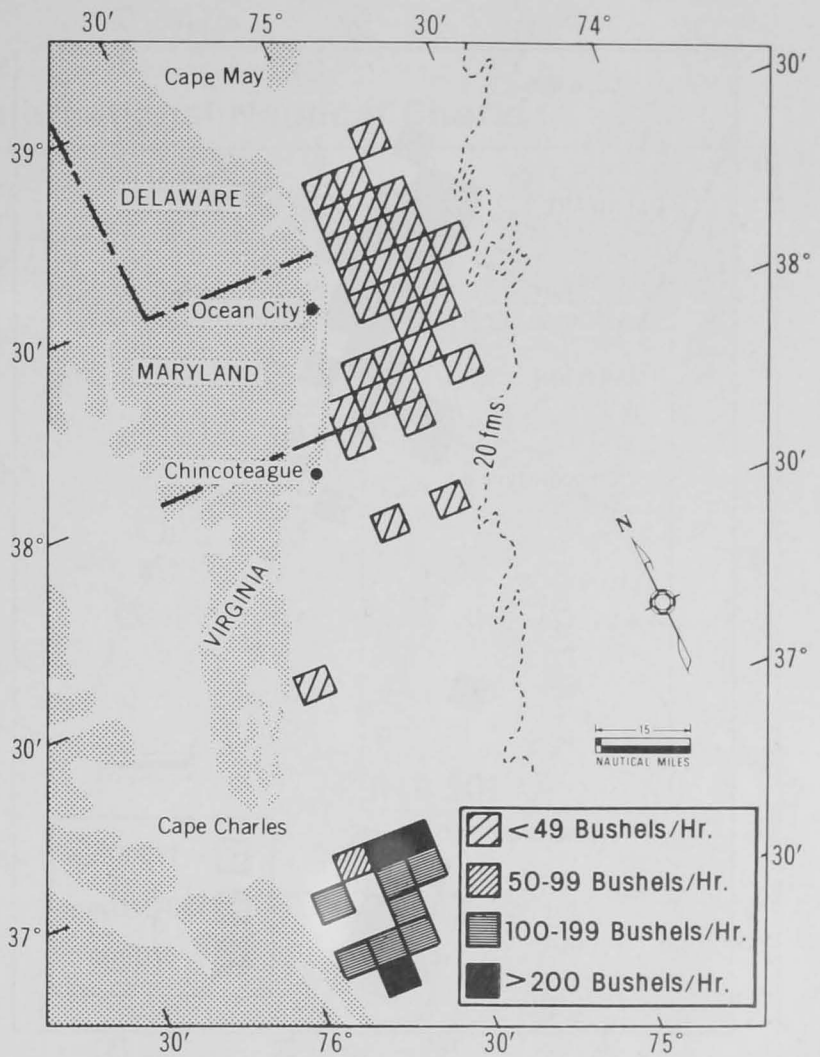 30'
75°
30'
74°
30'
Cape May
39°
DELAWARE
38°
Ocean City
30'
MARYLAND
20 fms
30'
Chincoteague
N
38°
VIRGINIA
37°
15
NAUTICAL MILES
30'
Cape Charles
<49 Bushels/Hr.
30'
50-99 Bushels/Hr.
100-199 Bushels/Hr.
37°
>200 Bushels/Hr.
30'
76°
30'
75°